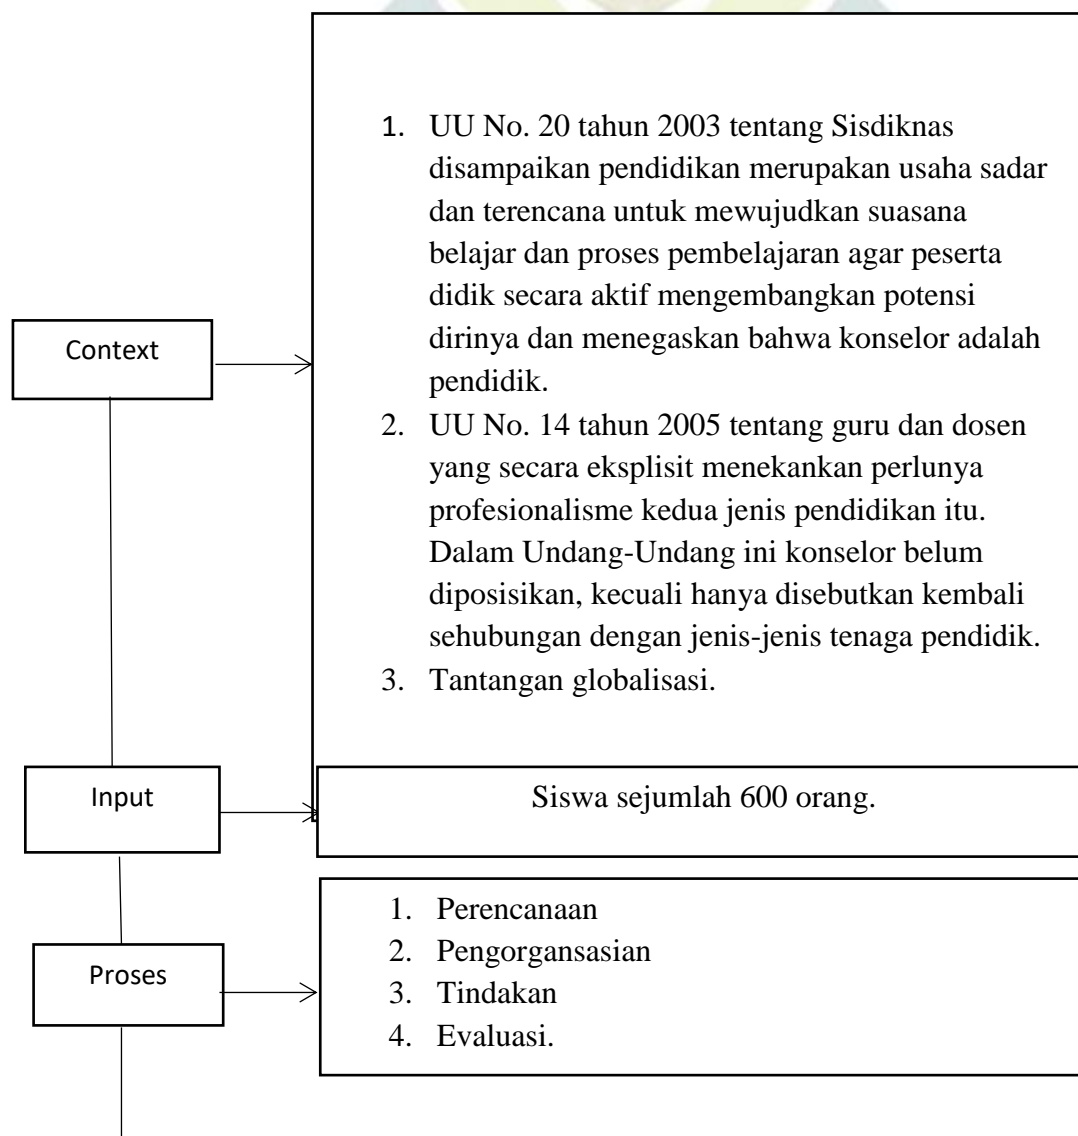 Context
1. UU No. 20 tahun 2003 tentang Sisdiknas
disampaikan pendidikan merupakan usaha sadar
dan terencana untuk mewujudkan suasana
belajar dan proses pembelajaran agar peserta
didik secara aktif mengembangkan potensi
dirinya dan menegaskan bahwa konselor adalah
pendidik.
2. UU No. 14 tahun 2005 tentang guru dan dosen
yang secara eksplisit menekankan perlunya
profesionalisme kedua jenis pendidikan itu.
Dalam Undang-Undang ini konselor belum
diposisikan, kecuali hanya disebutkan kembali
sehubungan dengan jenis-jenis tenaga pendidik.
3. Tantangan globalisasi.
Input
Siswa sejumlah 600 orang.
Proses
1. Perencanaan
2. Pengorgansasian
3. Tindakan
4. Evaluasi.